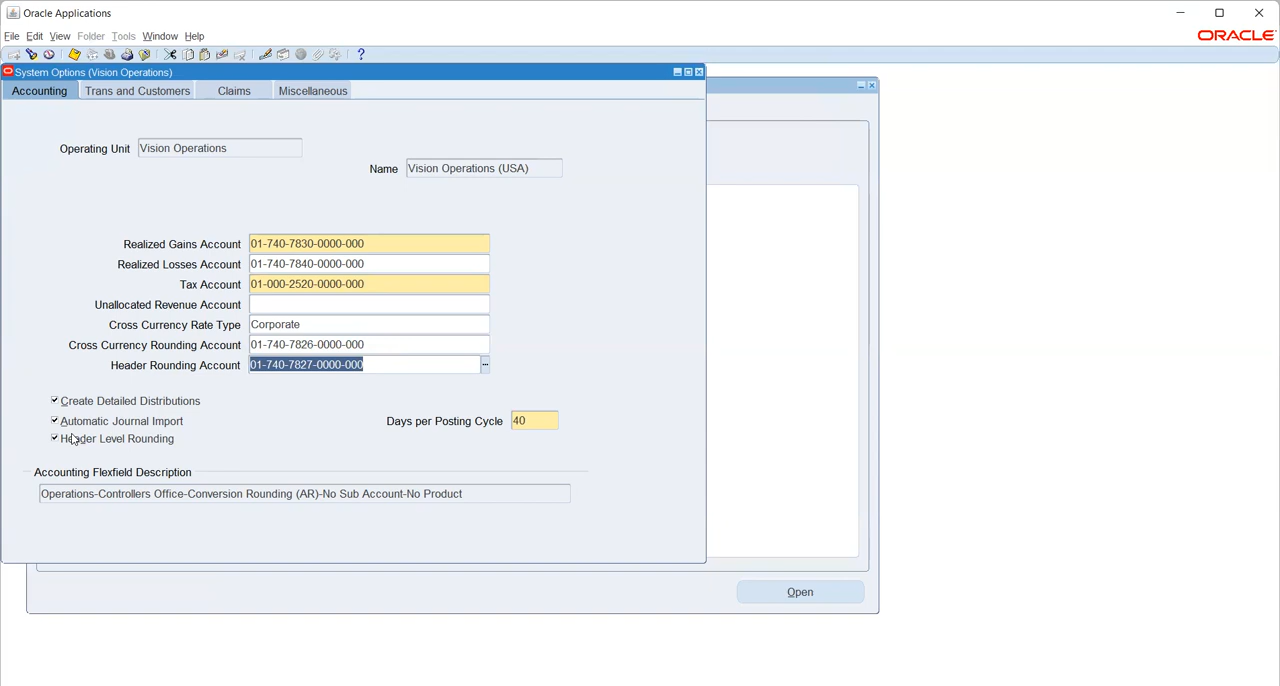 Oracle Applications
File Edit View Folder Tools Window Help
ORACLE
System Options (Vision Operations)
Accounting Trans and Customers Claims Miscellaneous
Operating Unit Vision Operations
Name Vision Operations (USA)
Realized Gains Account 01-740-7830-0000-000
Realized Losses Account 01-740-7840-0000-000
Tax Account 01-000-2520-0000-000
Unallocated Revenue Account
Cross Currency Rate Type Corporate
Cross Currency Rounding Account 01-740-7826-0000-000
Header Rounding Account 01-740-7827-0000-000 ...
Create Detailed Distributions
Automatic Journal Import Days per Posting Cycle 40
Header Level Rounding
Accounting Flexfield Description
Operations-Controllers Office-Conversion Rounding (AR)-No Sub Account-No Product
Open